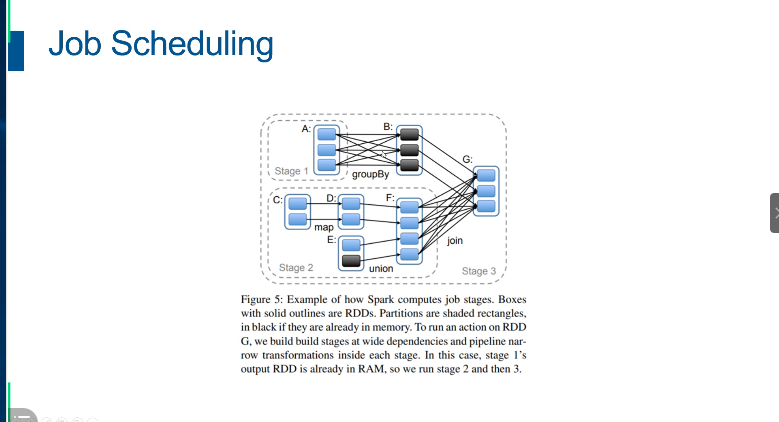 Job Scheduling
A:
B:
G:
Stage 1
groupBy
C:
D:
F:
map
E:
join
Stage 2
union
Stage 3
Figure 5: Example of how Spark computes job stages. Boxes
with solid outlines are RDDs. Partitions are shaded rectangles,
in black if they are already in memory. To run an action on RDD
G, we build build stages at wide dependencies and pipeline nar-
row transformations inside each stage. In this case, stage 1's
output RDD is already in RAM, so we run stage 2 and then 3.